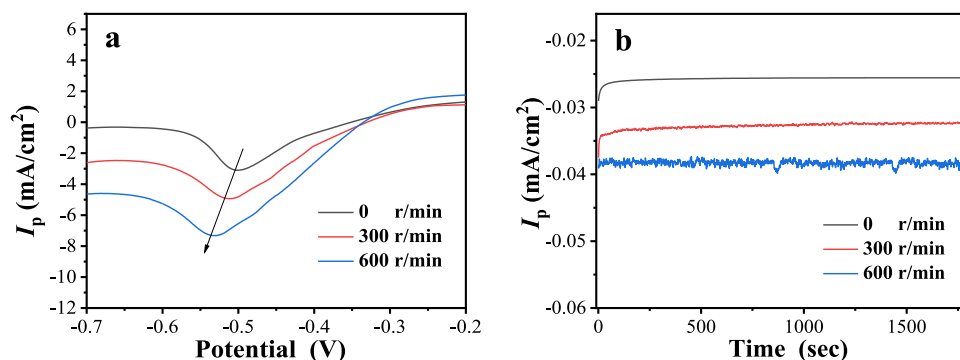 a
6
4
2
0
-2
-4
-6
-8
-10
-12
I_p (mA/cm²)
0 r/min
300 r/min
600 r/min
-0.7 -0.6 -0.5 -0.4 -0.3 -0.2
Potential (V)
b
-0.02
-0.03
-0.04
-0.05
-0.06
I_p (mA/cm²)
0 r/min
300 r/min
600 r/min
0 500 1000 1500
Time (sec)